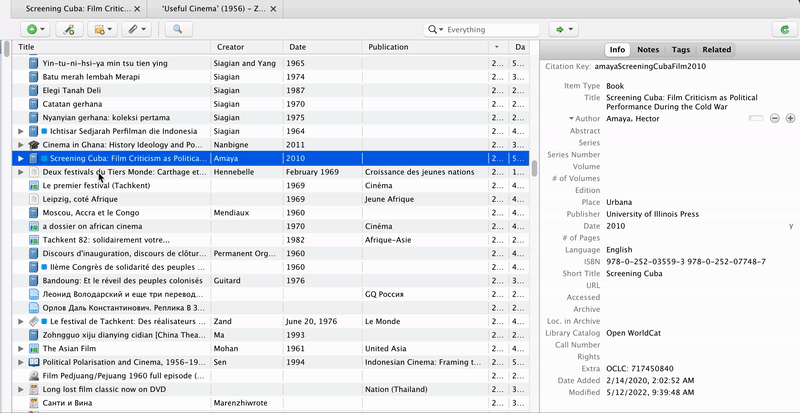 Screening Cuba: Film Critic... ×
'Useful Cinema' (1956) – Z... ×
Everything
Title Creator Date Publication Da
Yin-tu-ni-hsi-ya min tsu tien ying Siagian and Yang 1965 2... 5...
Batu merah lembah Merapi Siagian 1974 2... 3...
Elegi Tanah Deli Siagian 1987 2... 3...
Catatan gerhana Siagian 1970 2... 3...
Nyanyian gerhana: koleksi pertama Siagian 1975 2... 3...
Ichtisar Sedjarah Perfilman die Indonesia Siagian 1964 2... 4...
Cinema in Ghana: History Ideology and Po... Nanbigne 2011 2... 3...
Screening Cuba: Film Criticism as Politica... Amaya 2010 2... 5...
Deux festivals du Tiers Monde: Carthage et... Hennebelle February 1969 Croissance des jeunes nations 2... 1...
Le premier festival (Tachkent) 1969 Cinéma 2... 4...
Leipzig, coté Afrique 1969 Jeune Afrique 2... 4...
Moscou, Accra et le Congo Mendiaux 1960 2... 4...
a dossier on african cinema 1970 Cinéma 2... 4...
Tachkent 82: solidairement votre... 1982 Afrique-Asie 2... 4...
Discours d'inauguration, discours de clôtur... Permanent Org... 1960 2... 4...
IIème Congrès de solidarité des peuples ... 1960 2... 4...
Bandoung: Et le réveil des peuples colonisés Guitard 1976 2... 3...
Леонид Володарский и еще три перевод... GQ Россия 2... 2...
Орлов Даль Константинович. Реплика В З... 2... 2...
Le festival de Tachkent: Des réalisateurs ... Zand June 20, 1976 Le Monde 2... 4...
Zohngguo xiju dianying cidian [China Thea... Ma 1993 2... 2...
The Asian Film Mohan 1961 United Asia 2... 4...
Political Polarisation and Cinema, 1956-19... Sen 1994 Indonesian Cinema: Framing t... 2... 5...
Film Pedjuang/Pejuang 1960 full episode (... 2... 2...
Long lost film classic now on DVD Nation (Thailand) 2... 3...
Санти и Вина Marenzhiwrote 2... 2...
Info Notes Tags Related
Citation Key: amayaScreeningCubaFilm2010
Item Type Book
Title Screening Cuba: Film Criticism as Political
Performance During the Cold War
Author Amaya, Hector
Abstract
Series
Series Number
Volume
# of Volumes
Edition
Place Urbana
Publisher University of Illinois Press
Date 2010 y
# of Pages
Language English
ISBN 978-0-252-03559-3 978-0-252-07748-7
Short Title Screening Cuba
URL
Accessed
Archive
Loc. in Archive
Library Catalog Open WorldCat
Call Number
Rights
Extra OCLC: 717450840
Date Added 2/14/2020, 2:02:52 AM
Modified 5/12/2022, 9:39:48 AM